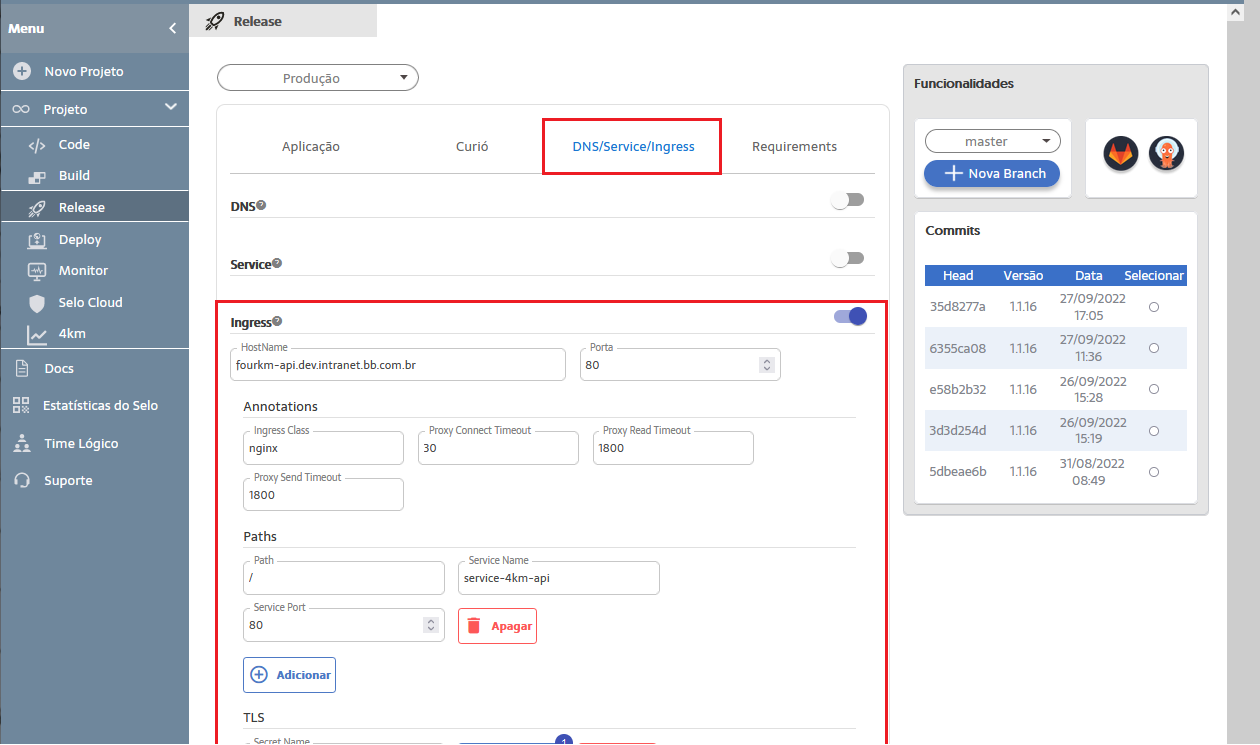 Menu
Novo Projeto
Projeto
Code
Build
Release
Deploy
Monitor
Selo Cloud
4km
Docs
Estatísticas do Selo
Time Lógico
Suporte
Release
Produção
Aplicação Curió DNS/Service/Ingress Requirements
DNS
Service
Ingress
HostName Porta
fourkm-api.dev.intranet.bb.com.br 80
Annotations
Ingress Class Proxy Connect Timeout Proxy Read Timeout
nginx 30 1800
Proxy Send Timeout
1800
Paths
Path Service Name
/ service-4km-api
Service Port
80 Apagar
Adicionar
TLS
Secret Name 1
Funcionalidades
master
Nova Branch
Commits
Head Versão Data Selecionar
35d8277a 1.1.16 27/09/2022
17:05
6355ca08 1.1.16 27/09/2022
11:36
e58b2b32 1.1.16 26/09/2022
15:28
3d3d254d 1.1.16 26/09/2022
15:19
5dbeae6b 1.1.16 31/08/2022
08:49